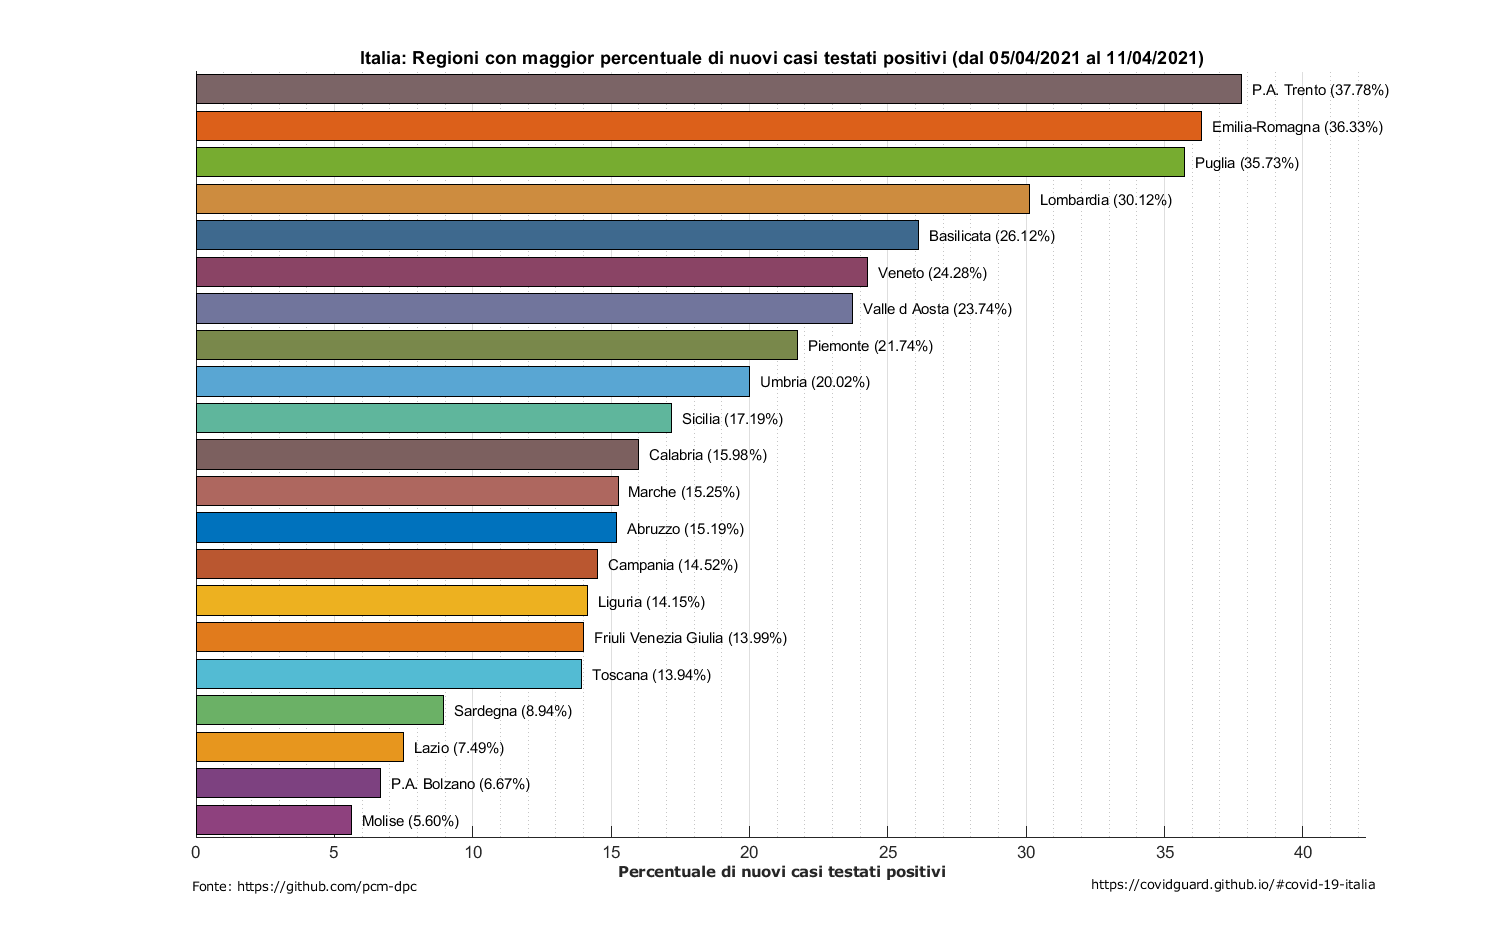 Italia: Regioni con maggior percentuale di nuovi casi testati positivi (dal 05/04/2021 al 11/04/2021)
P.A. Trento (37.78%)
Emilia-Romagna (36.33%)
Puglia (35.73%)
Lombardia (30.12%)
Basilicata (26.12%)
Veneto (24.28%)
Valle d Aosta (23.74%)
Piemonte (21.74%)
Umbria (20.02%)
Sicilia (17.19%)
Calabria (15.98%)
Marche (15.25%)
Abruzzo (15.19%)
Campania (14.52%)
Liguria (14.15%)
Friuli Venezia Giulia (13.99%)
Toscana (13.94%)
Sardegna (8.94%)
Lazio (7.49%)
P.A. Bolzano (6.67%)
Molise (5.60%)
0 5 10 15 20 25 30 35 40
Percentuale di nuovi casi testati positivi
Fonte: https://github.com/pcm-dpc
https://covidguard.github.io/#covid-19-italia